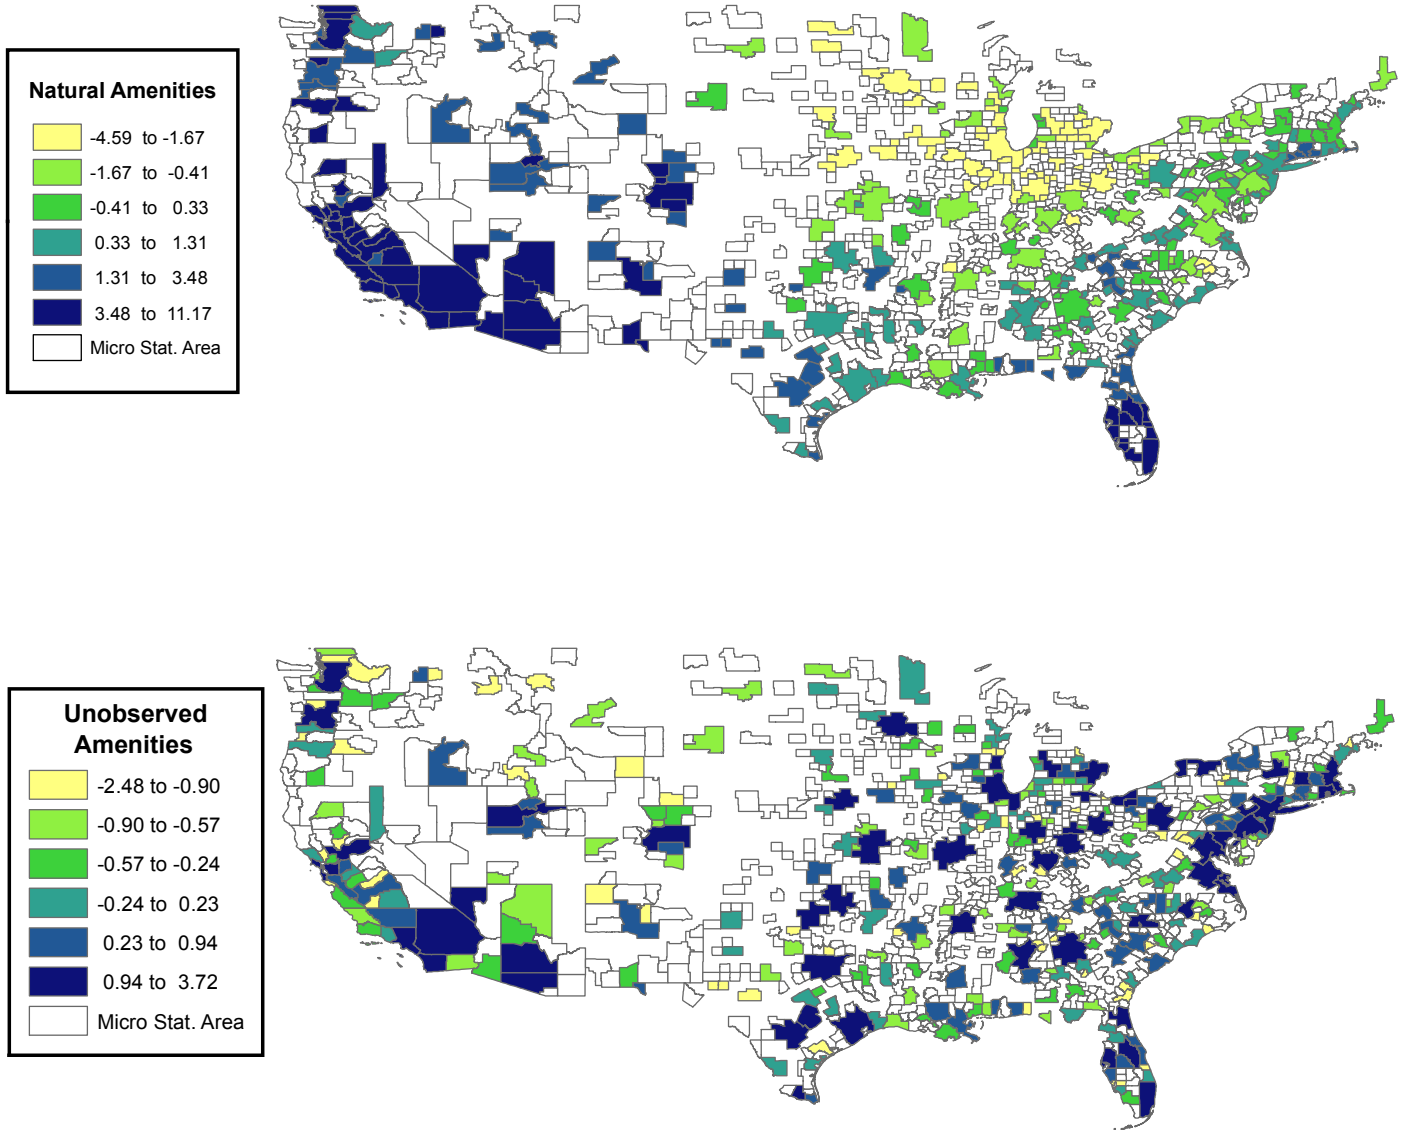 Natural Amenities
-4.59 to -1.67
-1.67 to -0.41
-0.41 to 0.33
0.33 to 1.31
1.31 to 3.48
3.48 to 11.17
Micro Stat. Area
Unobserved
Amenities
-2.48 to -0.90
-0.90 to -0.57
-0.57 to -0.24
-0.24 to 0.23
0.23 to 0.94
0.94 to 3.72
Micro Stat. Area